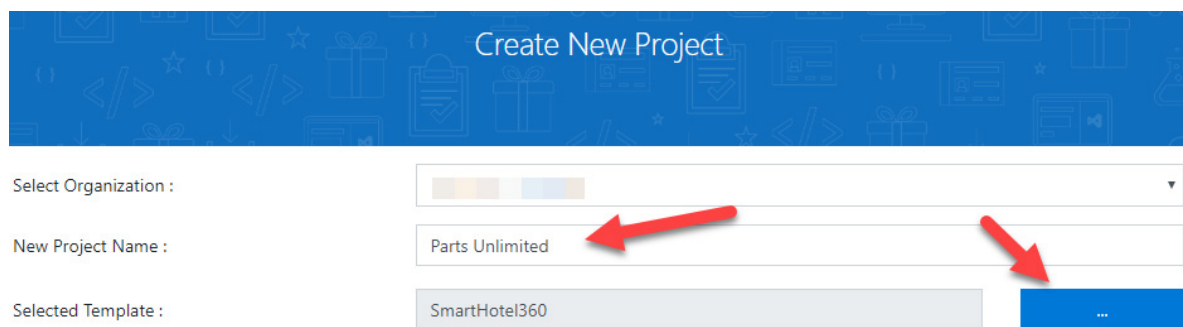 Create New Project
Select Organization :
New Project Name :
Parts Unlimited
Selected Template :
SmartHotel360
...